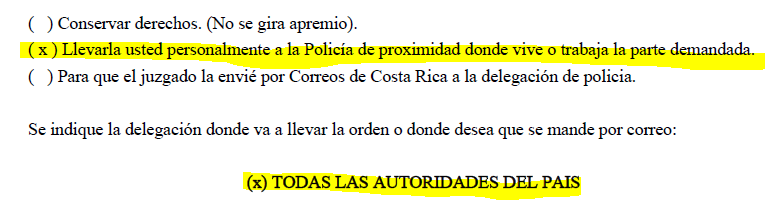 ( ) Conservar derechos. (No se gira apremio).
( x ) Llevarla usted personalmente a la Policía de proximidad donde vive o trabaja la parte demandada.
( ) Para que el juzgado la envié por Correos de Costa Rica a la delegación de policia.
Se indique la delegación donde va a llevar la orden o donde desea que se mande por correo:
(x) TODAS LAS AUTORIDADES DEL PAIS